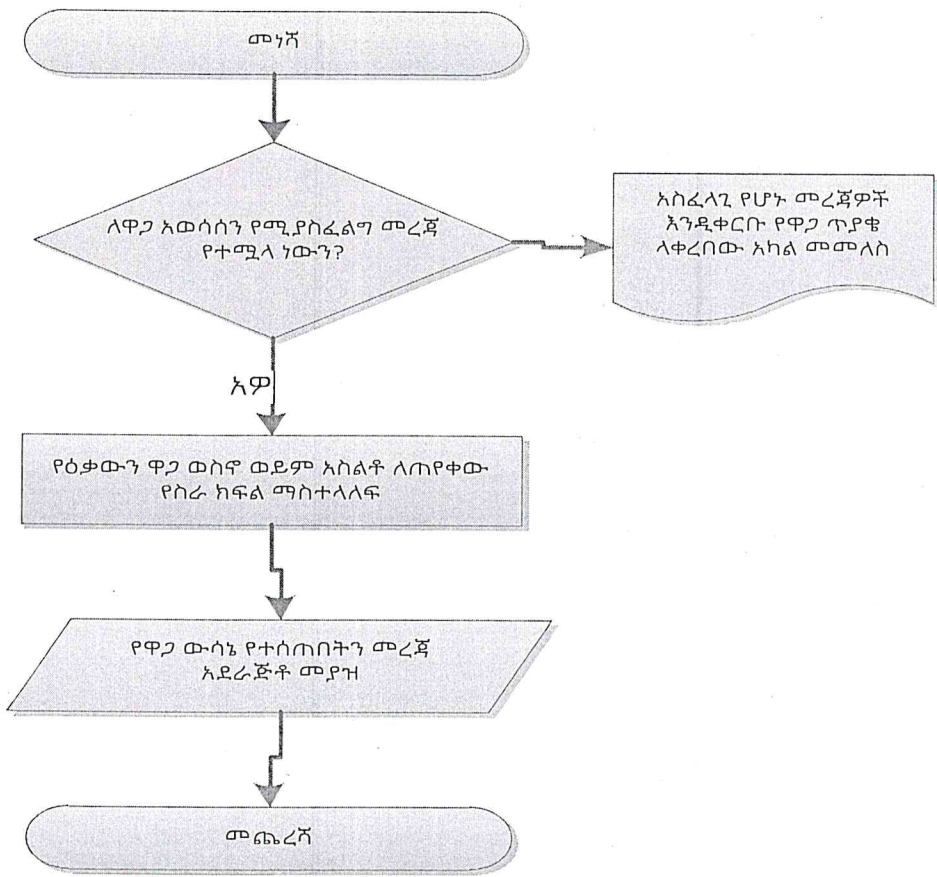 መነሻ
ለዋጋ አወሳሰን የሚያስፈልግ መረጃ
የተሟላ ነውን?
አስፈላጊ የሆኑ መረጃዎች
እንዲቀርቡ የዋጋ ጥያቄ
ላቀረበው አካል መመለስ
አዎ
የዕቃውን ዋጋ ወስኖ ወይም አስልቶ ለጠየቀው
የስራ ክፍል ማስተላለፍ
የዋጋ ውሳኔ የተሰጠበትን መረጃ
አደራጅቶ መያዝ
መጨረሻ